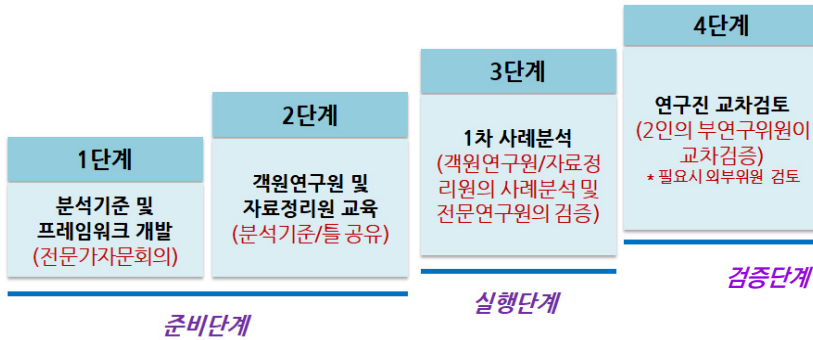 1단계
분석기준 및
프레임워크 개발
(전문가자문회의)
2단계
객원연구원 및
자료정리원 교육
(분석기준/틀 공유)
준비단계
3단계
1차 사례분석
(객원연구원/자료정
리원의 사례분석 및
전문연구원의 검증)
실행단계
4단계
연구진 교차검토
(2인의 부연구위원이
교차검증)
* 필요시 외부위원 검토
검증단계